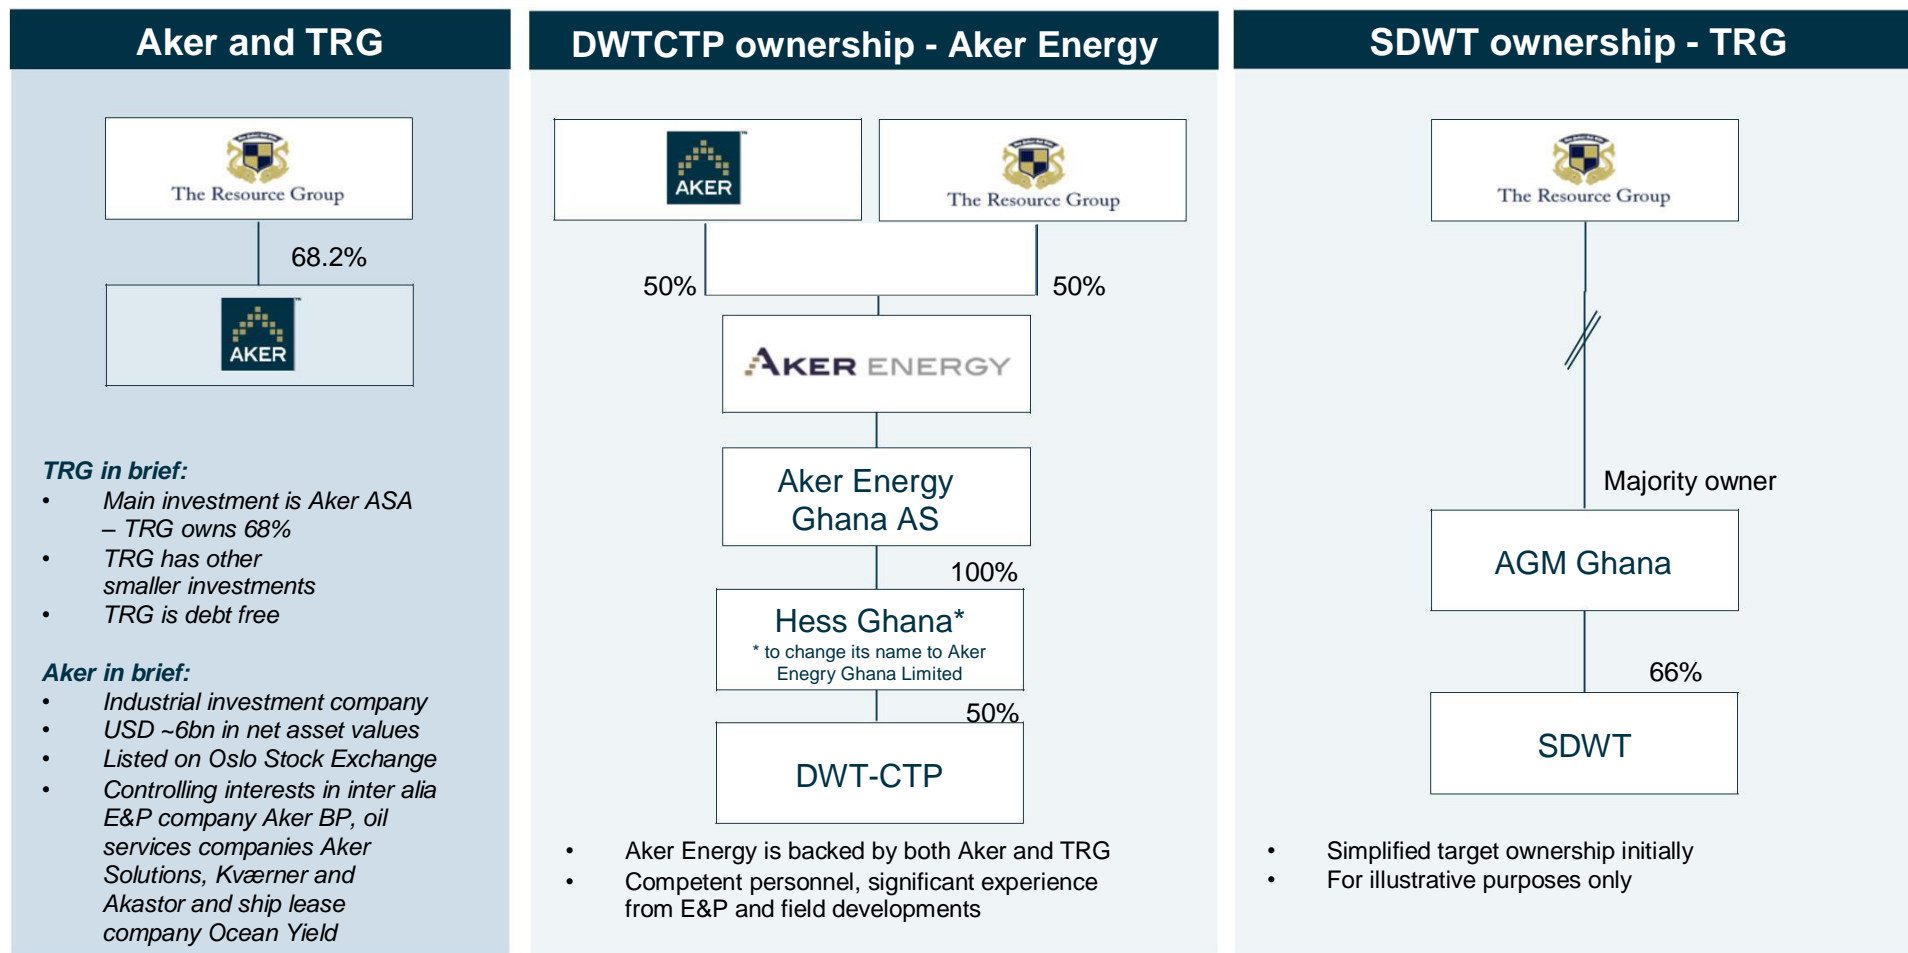 Aker and TRG
The Resource Group
68.2%
AKER
TRG in brief:
• Main investment is Aker ASA
– TRG owns 68%
• TRG has other
smaller investments
• TRG is debt free
Aker in brief:
• Industrial investment company
• USD ~6bn in net asset values
• Listed on Oslo Stock Exchange
• Controlling interests in inter alia
E&P company Aker BP, oil
services companies Aker
Solutions, Kværner and
Akastor and ship lease
company Ocean Yield
DWTCTP ownership - Aker Energy
AKER
The Resource Group
50%
50%
AKER ENERGY
Aker Energy
Ghana AS
100%
Hess Ghana*
* to change its name to Aker
Enegry Ghana Limited
50%
DWT-CTP
• Aker Energy is backed by both Aker and TRG
• Competent personnel, significant experience
from E&P and field developments
SDWT ownership - TRG
The Resource Group
Majority owner
AGM Ghana
66%
SDWT
• Simplified target ownership initially
• For illustrative purposes only